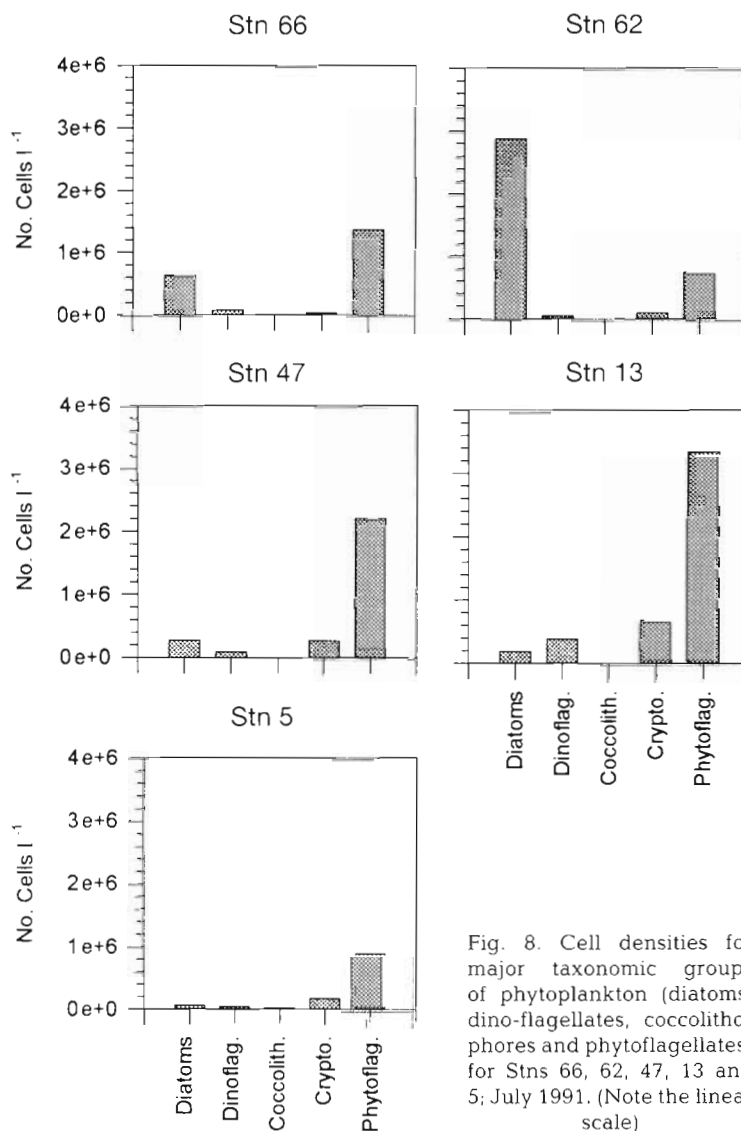 Stn 66
Stn 62
No. Cells l⁻¹
4e+6
3e+6
2e+6
1e+6
0e+0
Stn 47
Stn 13
No. Cells l⁻¹
4e+6
3e+6
2e+6
1e+6
0e+0
Diatoms
Dinoflag.
Coccolith.
Crypto.
Phytoflag.
Stn 5
No. Cells l⁻¹
4e+6
3e+6
2e+6
1e+6
0e+0
Diatoms
Dinoflag.
Coccolith.
Crypto.
Phytoflag.
Fig. 8. Cell densities fo
major taxonomic group
of phytoplankton (diatoms
dino-flagellates, coccolitho
phores and phytoflagellates
for Stns 66, 62, 47, 13 an
5; July 1991. (Note the linea
scale)